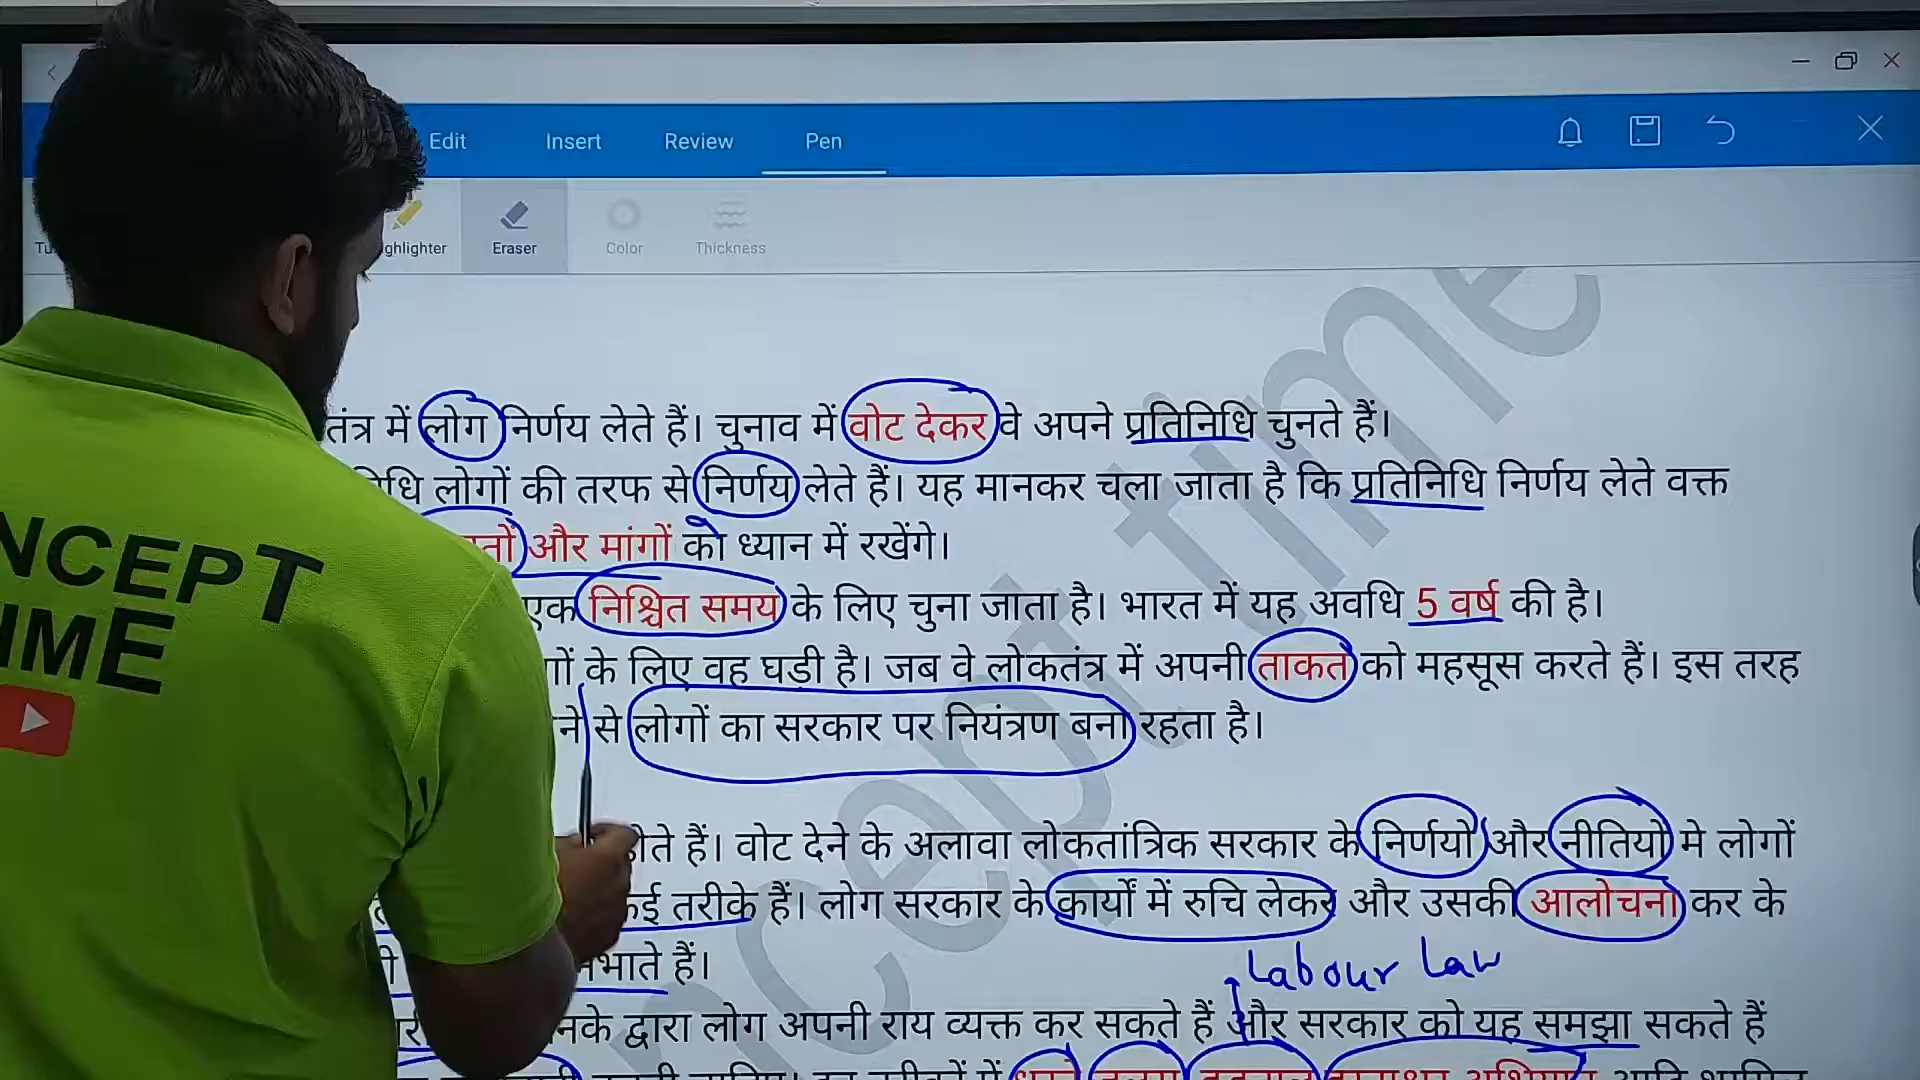 Edit Insert Review Pen
Eraser Color Thickness
में लोग निर्णय लेते हैं। चुनाव में वोट देकर वे अपने प्रतिनिधि चुनते हैं।
लोगों की तरफ से निर्णय लेते हैं। यह मानकर चला जाता है कि प्रतिनिधि निर्णय लेते वक्त
और मांगों को ध्यान में रखेंगे।
एक निश्चित समय के लिए चुना जाता है। भारत में यह अवधि 5 वर्ष की है।
के लिए वह घड़ी है। जब वे लोकतंत्र में अपनी ताकत को महसूस करते हैं। इस तरह
से लोगों का सरकार पर नियंत्रण बना रहता है।
हैं। वोट देने के अलावा लोकतांत्रिक सरकार के निर्णयो और नीतियो मे लोगों
तरीके हैं। लोग सरकार के कार्यों में रुचि लेकर और उसकी आलोचना कर के
हैं।
Labour Law
द्वारा लोग अपनी राय व्यक्त कर सकते हैं और सरकार को यह समझा सकते हैं
NCEPT
IME
cept time